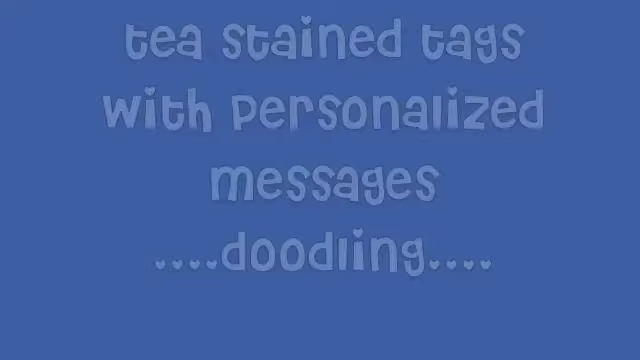 tea stained tags
with personalized
messages
....doodling....